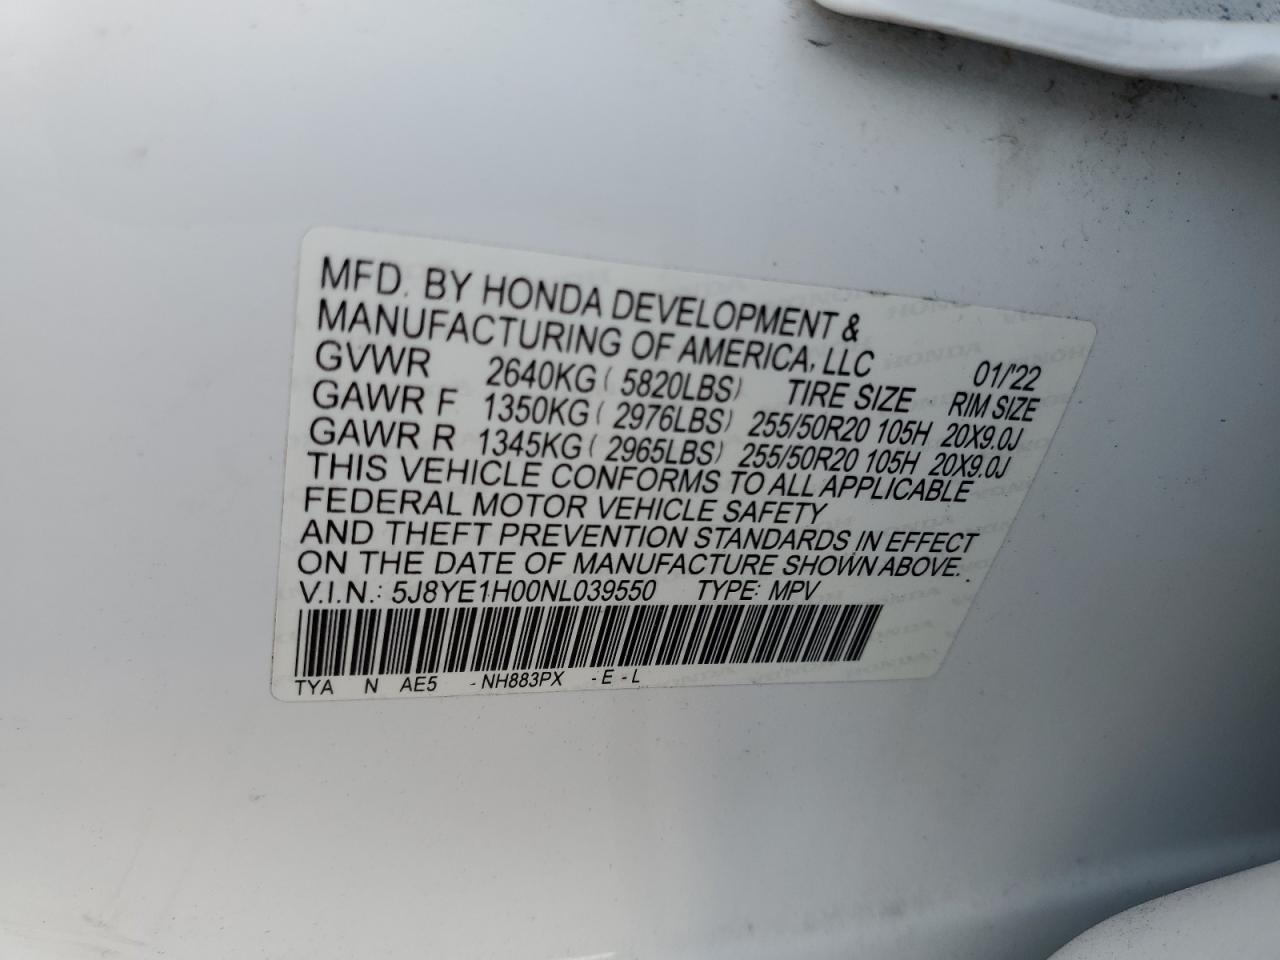 MFD. BY HONDA DEVELOPMENT &
MANUFACTURING OF AMERICA, LLC 01/'22
GVWR 2640KG ( 5820LBS) TIRE SIZE RIM SIZE
GAWR F 1350KG ( 2976LBS) 255/50R20 105H 20X9.0J
GAWR R 1345KG ( 2965LBS) 255/50R20 105H 20X9.0J
THIS VEHICLE CONFORMS TO ALL APPLICABLE
FEDERAL MOTOR VEHICLE SAFETY
AND THEFT PREVENTION STANDARDS IN EFFECT
ON THE DATE OF MANUFACTURE SHOWN ABOVE.
V.I.N.: 5J8YE1H00NL039550 TYPE: MPV
TYA N AE5 -NH883PX -E -L